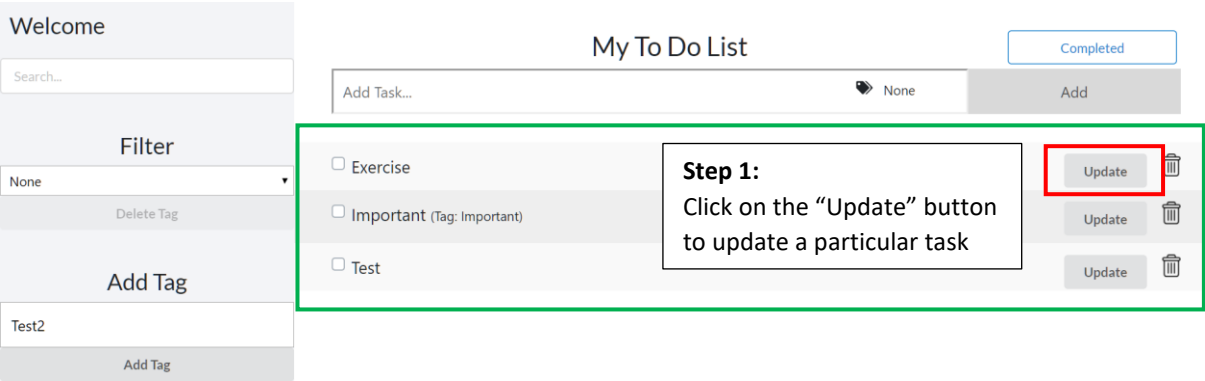 Welcome
Search...
Filter
None
Delete Tag
Add Tag
Test2
Add Tag
My To Do List
Completed
Add Task...
None
Add
Exercise
Update
Important (Tag: Important)
Update
Test
Update
Step 1:
Click on the “Update” button
to update a particular task